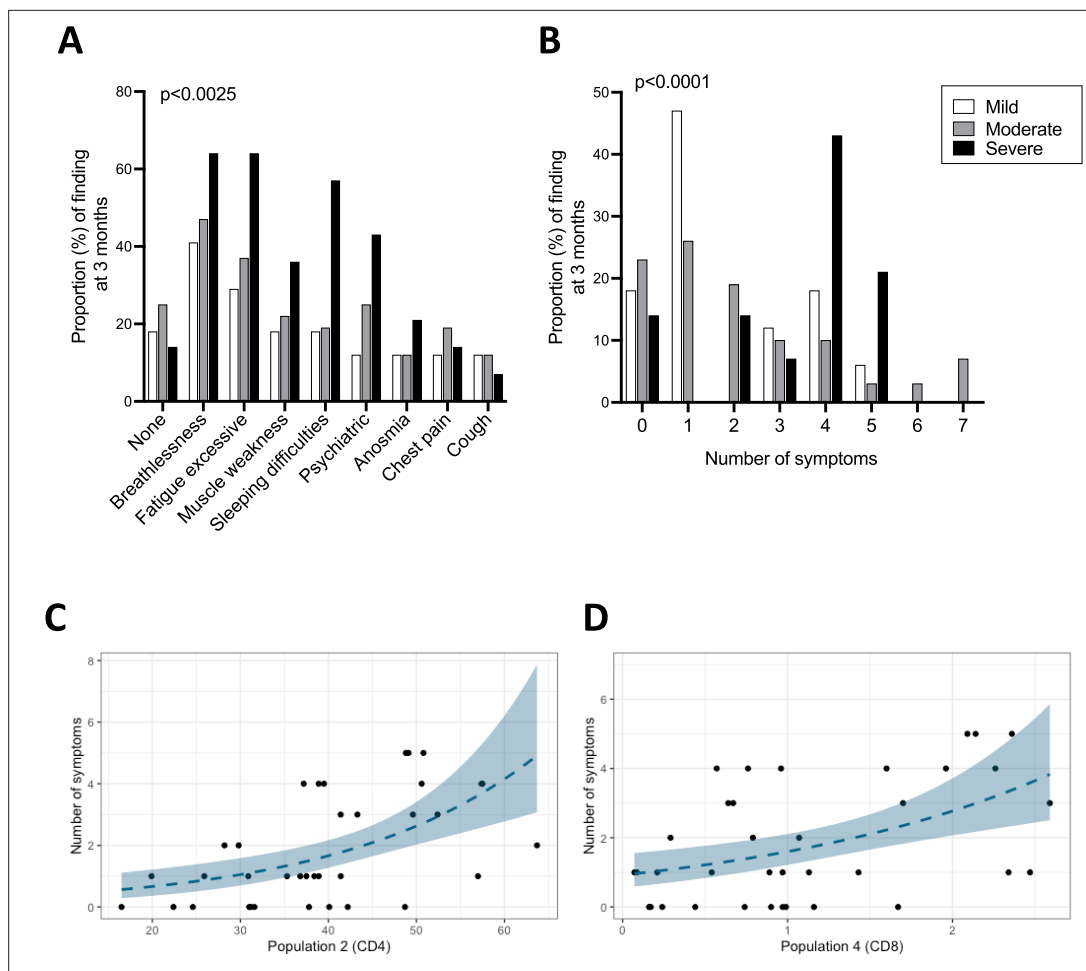 A
p<0.0025
Proportion (%) of finding
at 3 months
80
60
40
20
0
None
Breathlessness
Fatigue excessive
Muscle weakness
Sleeping difficulties
Psychiatric
Anosmia
Chest pain
Cough
B
p<0.0001
Proportion (%) of finding
at 3 months
50
40
30
20
10
0
0 1 2 3 4 5 6 7
Number of symptoms
Mild
Moderate
Severe
C
Number of symptoms
8
6
4
2
0
20 30 40 50 60
Population 2 (CD4)
D
Number of symptoms
6
4
2
0
0 1 2
Population 4 (CD8)